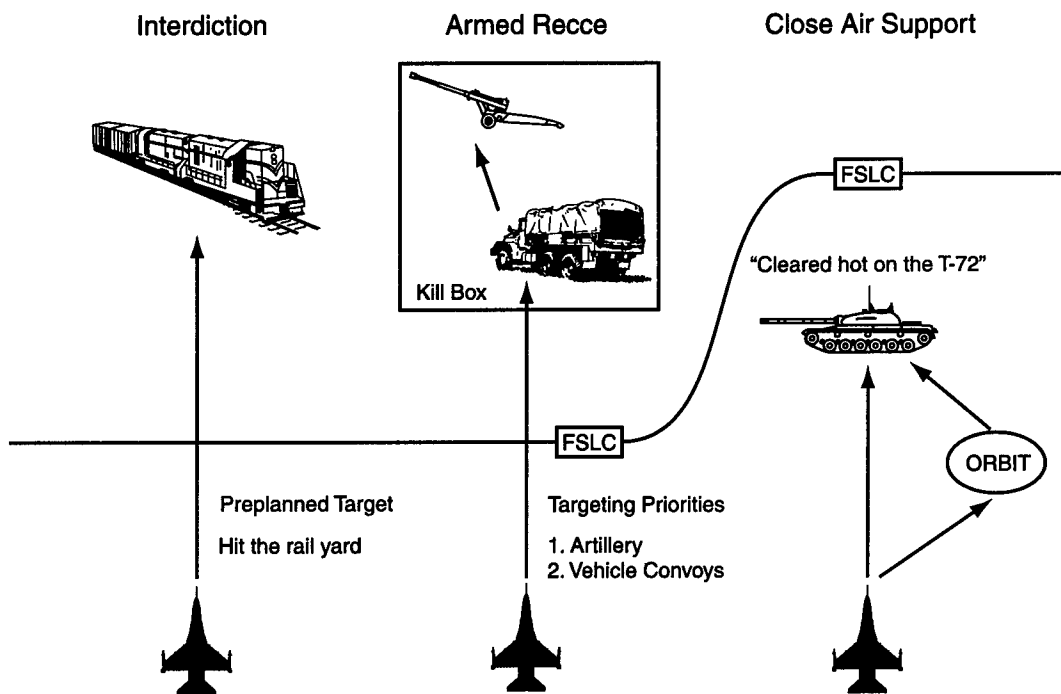 Interdiction
Armed Recce
Close Air Support
FSLC
"Cleared hot on the T-72"
Kill Box
FSLC
ORBIT
Preplanned Target
Hit the rail yard
Targeting Priorities
1. Artillery
2. Vehicle Convoys